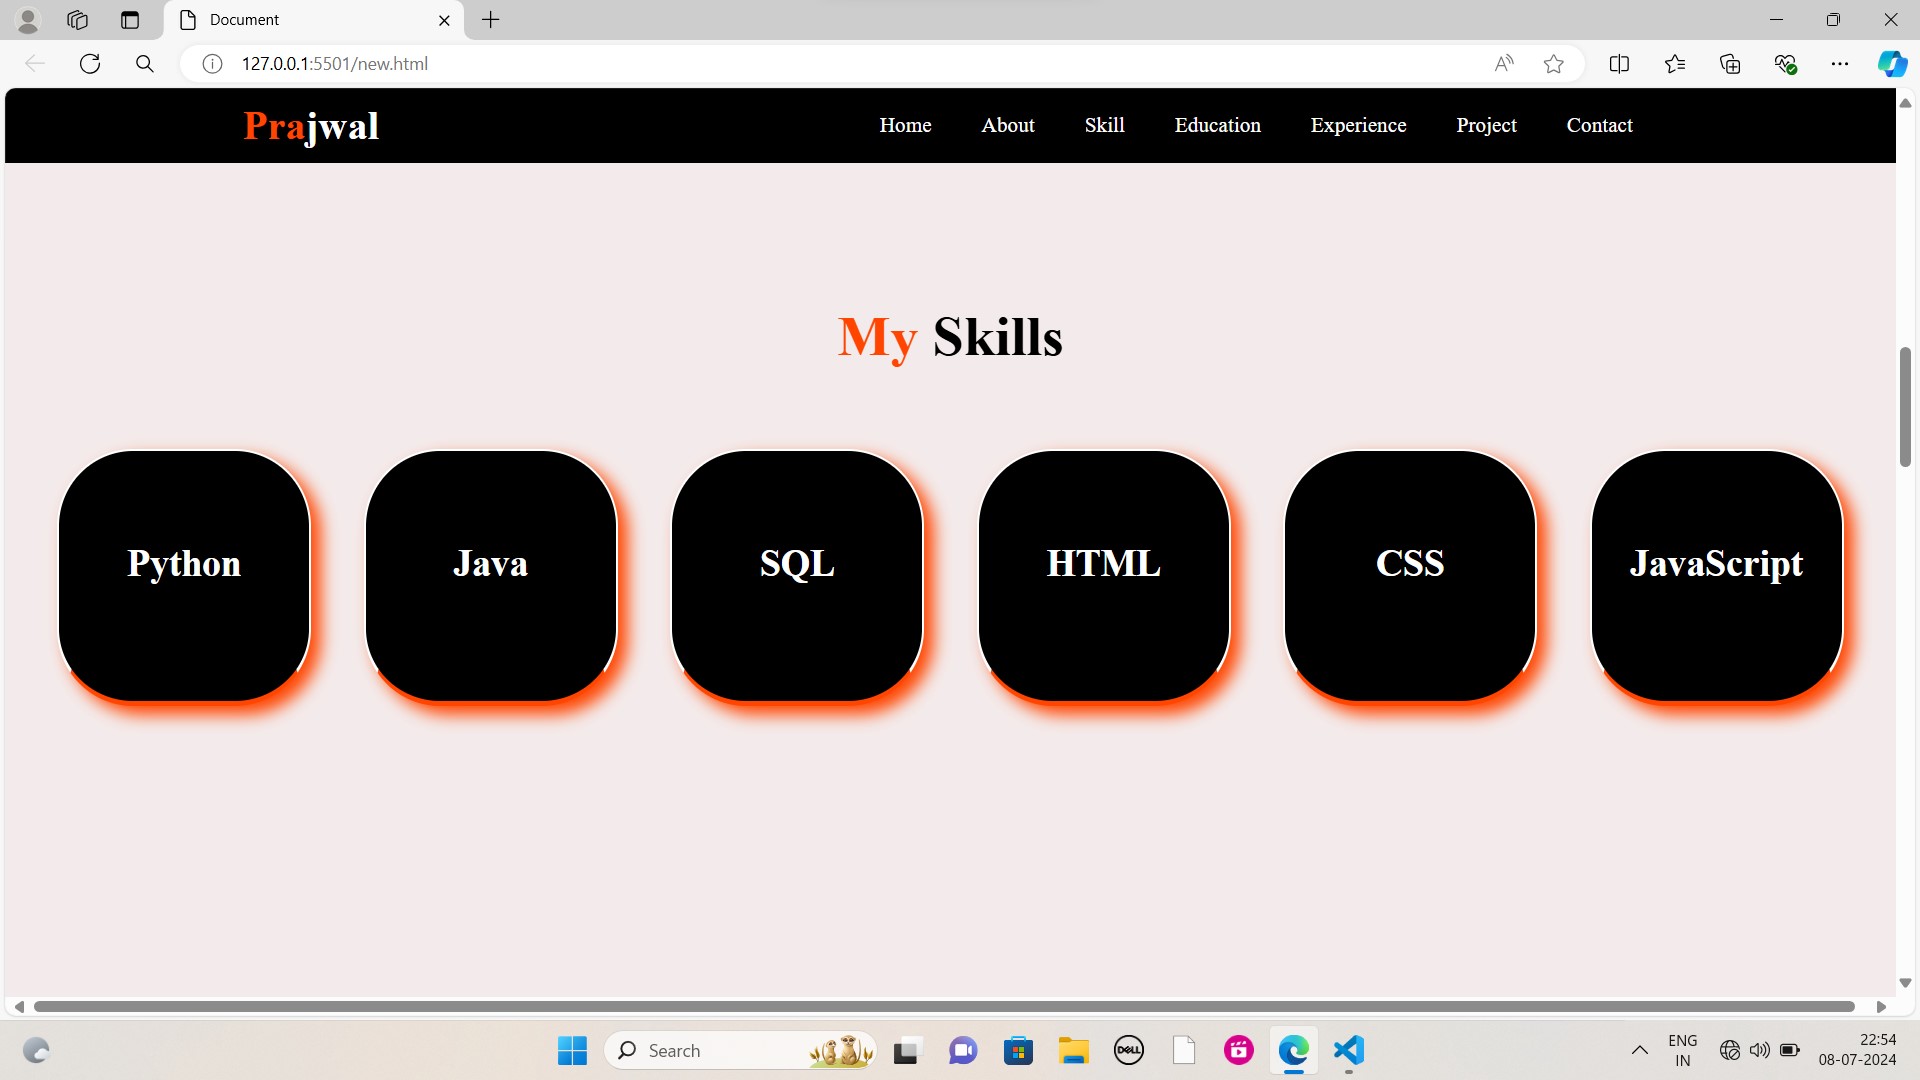 Document
127.0.0.1:5501/new.html
Prajwal
Home About Skill Education Experience Project Contact
My Skills
Python Java SQL HTML CSS JavaScript
Search
DELL
ENG
IN
22:54
08-07-2024